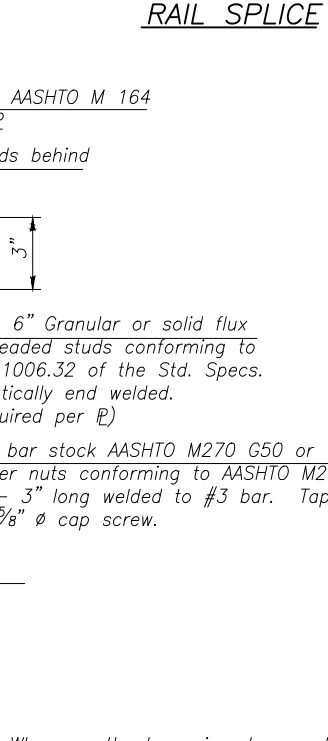 RAIL SPLICE
AASHTO M 164
ds behind
3"
6" Granular or solid flux
eaded studs conforming to
1006.32 of the Std. Specs.
tically end welded.
uired per ℄)
bar stock AASHTO M270 G50 or
er nuts conforming to AASHTO M2
– 3" long welded to #3 bar. Tap
⅝" ø cap screw.